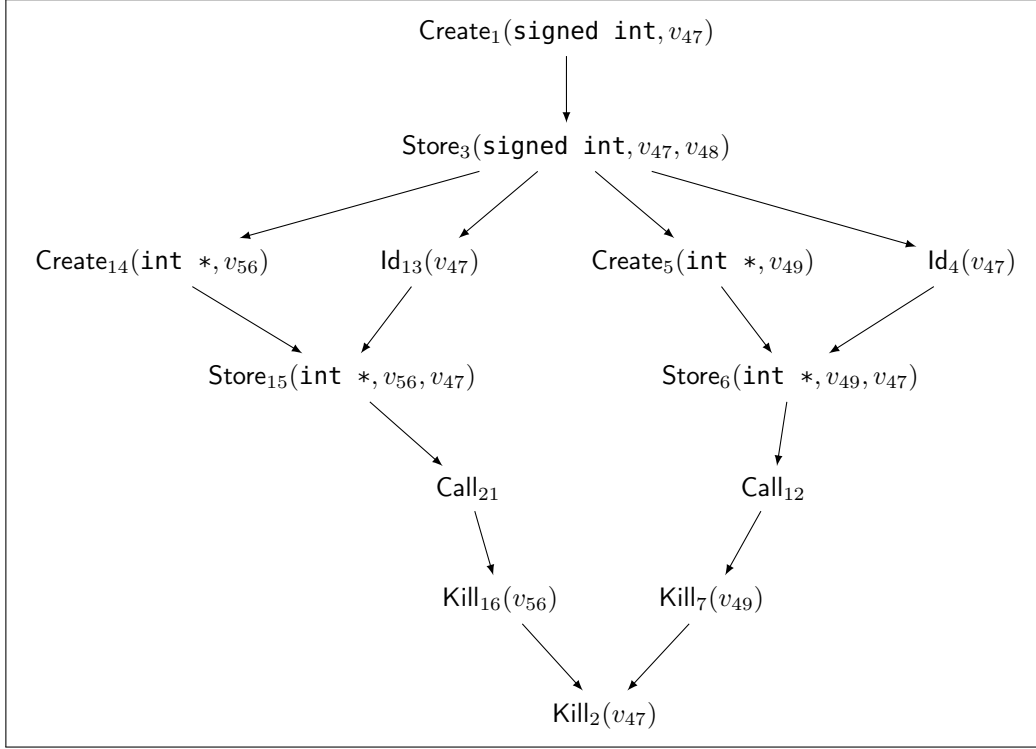 Create₁(signed int, v₄₇)
Store₃(signed int, v₄₇, v₄₈)
Create₁₄(int *, v₅₆) Id₁₃(v₄₇) Create₅(int *, v₄₉) Id₄(v₄₇)
Store₁₅(int *, v₅₆, v₄₇) Store₆(int *, v₄₉, v₄₇)
Call₂₁ Call₁₂
Kill₁₆(v₅₆) Kill₇(v₄₉)
Kill₂(v₄₇)